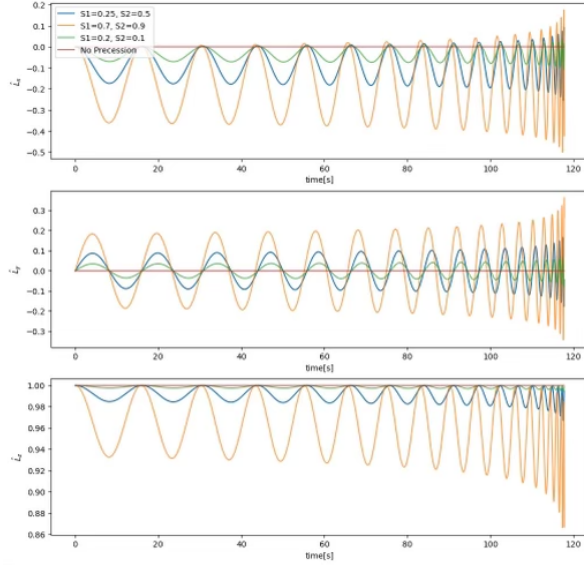 0.2
S1=0.25, S2=0.5
S1=0.7, S2=0.9
S1=0.2, S2=0.1
No Precession
0.1
0.0
−0.1
−0.2
−0.3
−0.4
−0.5
L̂ₓ
0 20 40 60 80 100 120
time[s]
0.3
0.2
0.1
0.0
−0.1
−0.2
−0.3
L̂ᵧ
0 20 40 60 80 100 120
time[s]
1.00
0.98
0.96
0.94
0.92
0.90
0.88
0.86
L̂_z
0 20 40 60 80 100 120
time[s]